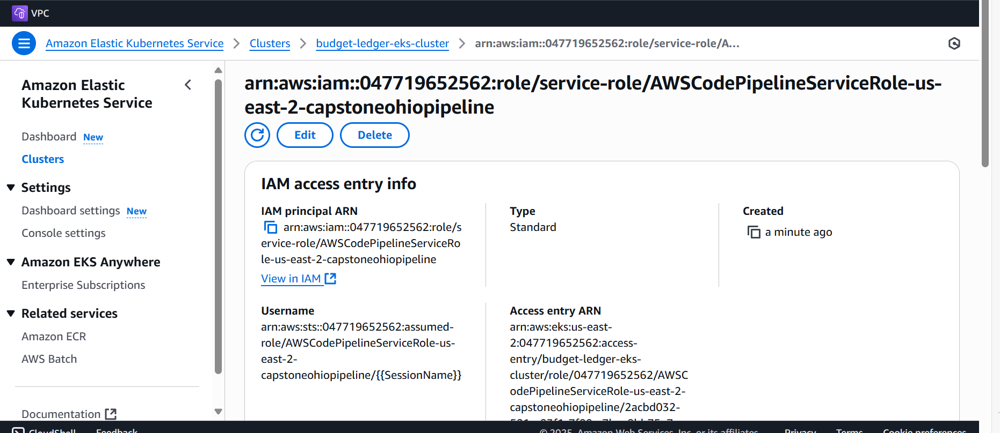 VPC
Amazon Elastic Kubernetes Service > Clusters > budget-ledger-eks-cluster > arn:aws:iam::047719652562:role/service-role/A...
Amazon Elastic
Kubernetes Service
Dashboard New
Clusters
Settings
Dashboard settings New
Console settings
Amazon EKS Anywhere
Enterprise Subscriptions
Related services
Amazon ECR
AWS Batch
Documentation
arn:aws:iam::047719652562:role/service-role/AWSCodePipelineServiceRole-us-
east-2-capstoneohiopipeline
Edit
Delete
IAM access entry info
IAM principal ARN
arn:aws:iam::047719652562:role/s
ervice-role/AWSCodePipelineServiceRo
le-us-east-2-capstoneohiopipeline
View in IAM
Type
Standard
Created
a minute ago
Username
arn:aws:sts::047719652562:assumed-
role/AWSCodePipelineServiceRole-us-
east-2-
capstoneohiopipeline/{{SessionName}}
Access entry ARN
arn:aws:eks:us-east-
2:047719652562:access-
entry/budget-ledger-eks-
cluster/role/047719652562/AWSC
odePipelineServiceRole-us-east-2-
capstoneohiopipeline/2acbd032-
CloudShell Feedback © 2025, Amazon Web Services, Inc. or its affiliates. Privacy Terms Cookie preferences